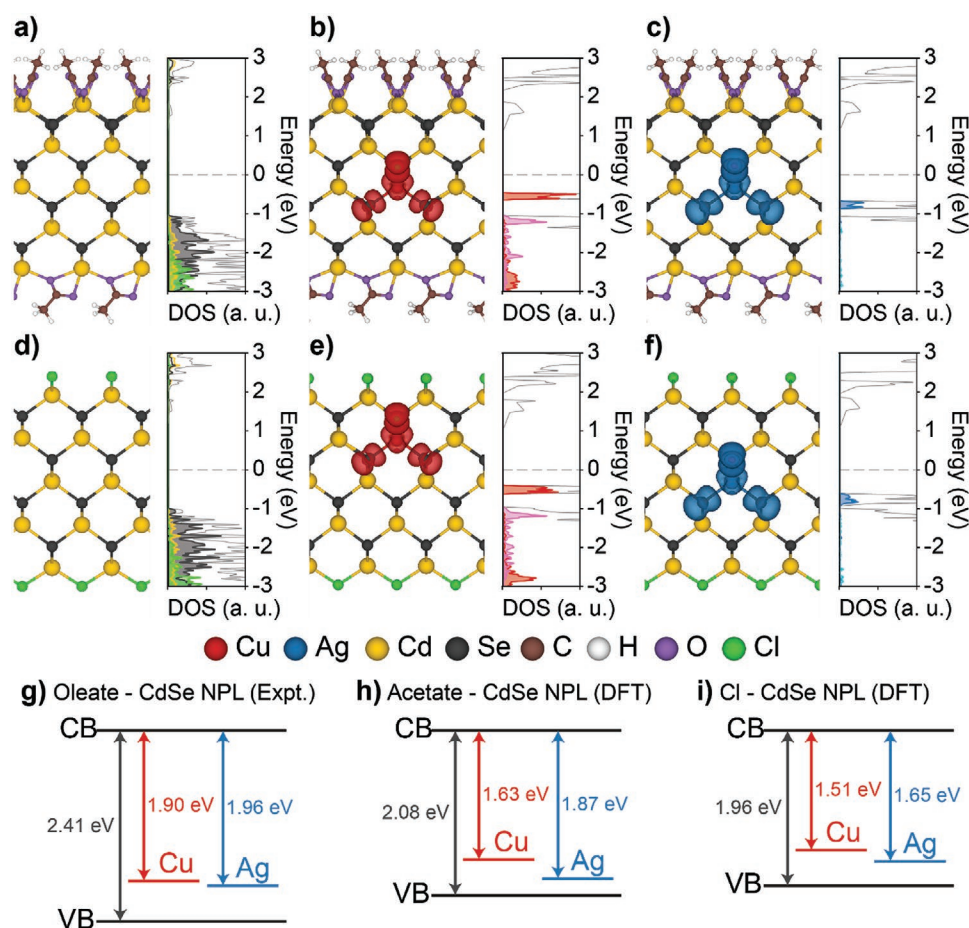 a)
b)
c)
3
2
1
0
-1
-2
-3
Energy (eV)
DOS (a. u.)
3
2
1
0
-1
-2
-3
Energy (eV)
DOS (a. u.)
3
2
1
0
-1
-2
-3
Energy (eV)
DOS (a. u.)
d)
e)
f)
3
2
1
0
-1
-2
-3
Energy (eV)
DOS (a. u.)
3
2
1
0
-1
-2
-3
Energy (eV)
DOS (a. u.)
3
2
1
0
-1
-2
-3
Energy (eV)
DOS (a. u.)
Cu Ag Cd Se C H O Cl
g) Oleate - CdSe NPL (Expt.)
CB
2.41 eV
1.90 eV
1.96 eV
Cu
Ag
VB
h) Acetate - CdSe NPL (DFT)
CB
2.08 eV
1.63 eV
1.87 eV
Cu
Ag
VB
i) Cl - CdSe NPL (DFT)
CB
1.96 eV
1.51 eV
1.65 eV
Cu
Ag
VB